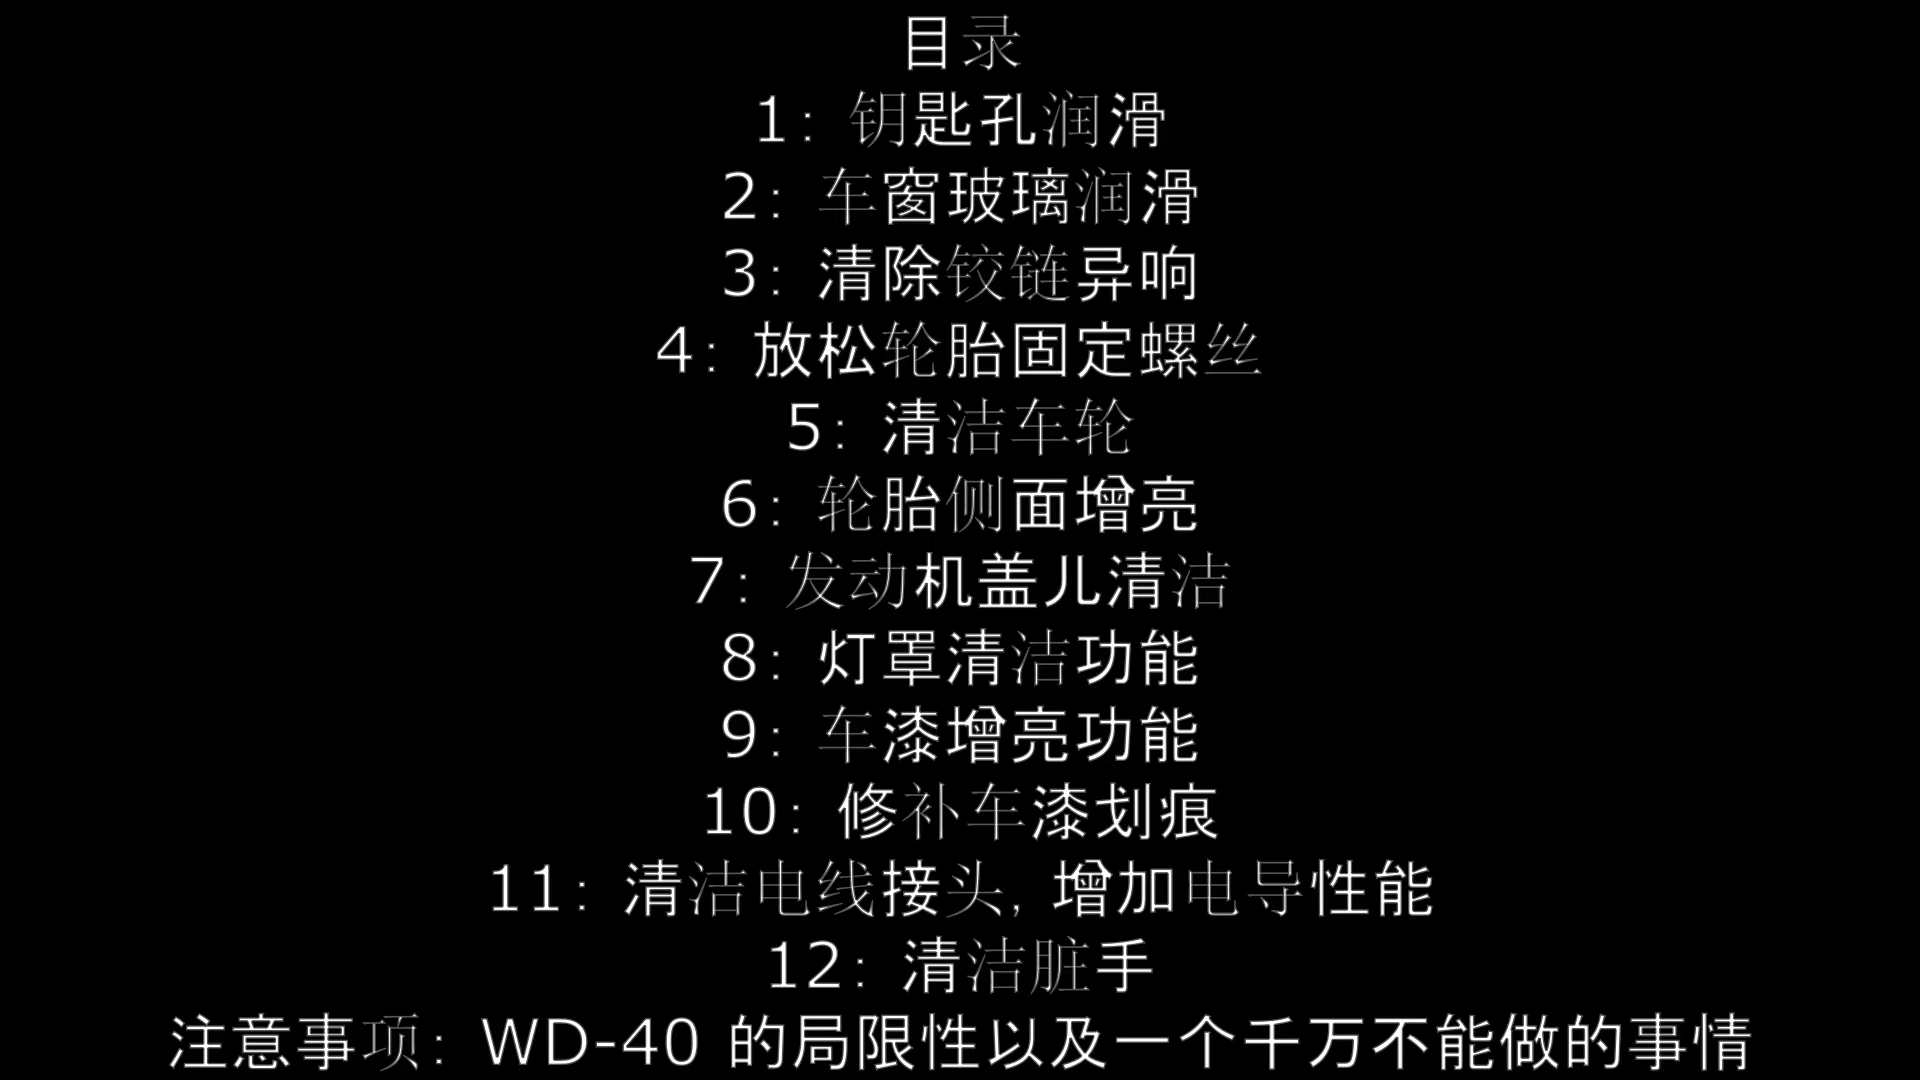 目录
1: 钥匙孔润滑
2: 车窗玻璃润滑
3: 清除铰链异响
4: 放松轮胎固定螺丝
5: 清洁车轮
6: 轮胎侧面增亮
7: 发动机盖儿清洁
8: 灯罩清洁功能
9: 车漆增亮功能
10: 修补车漆划痕
11: 清洁电线接头, 增加电导性能
12: 清洁脏手
注意事项: WD-40 的局限性以及一个千万不能做的事情